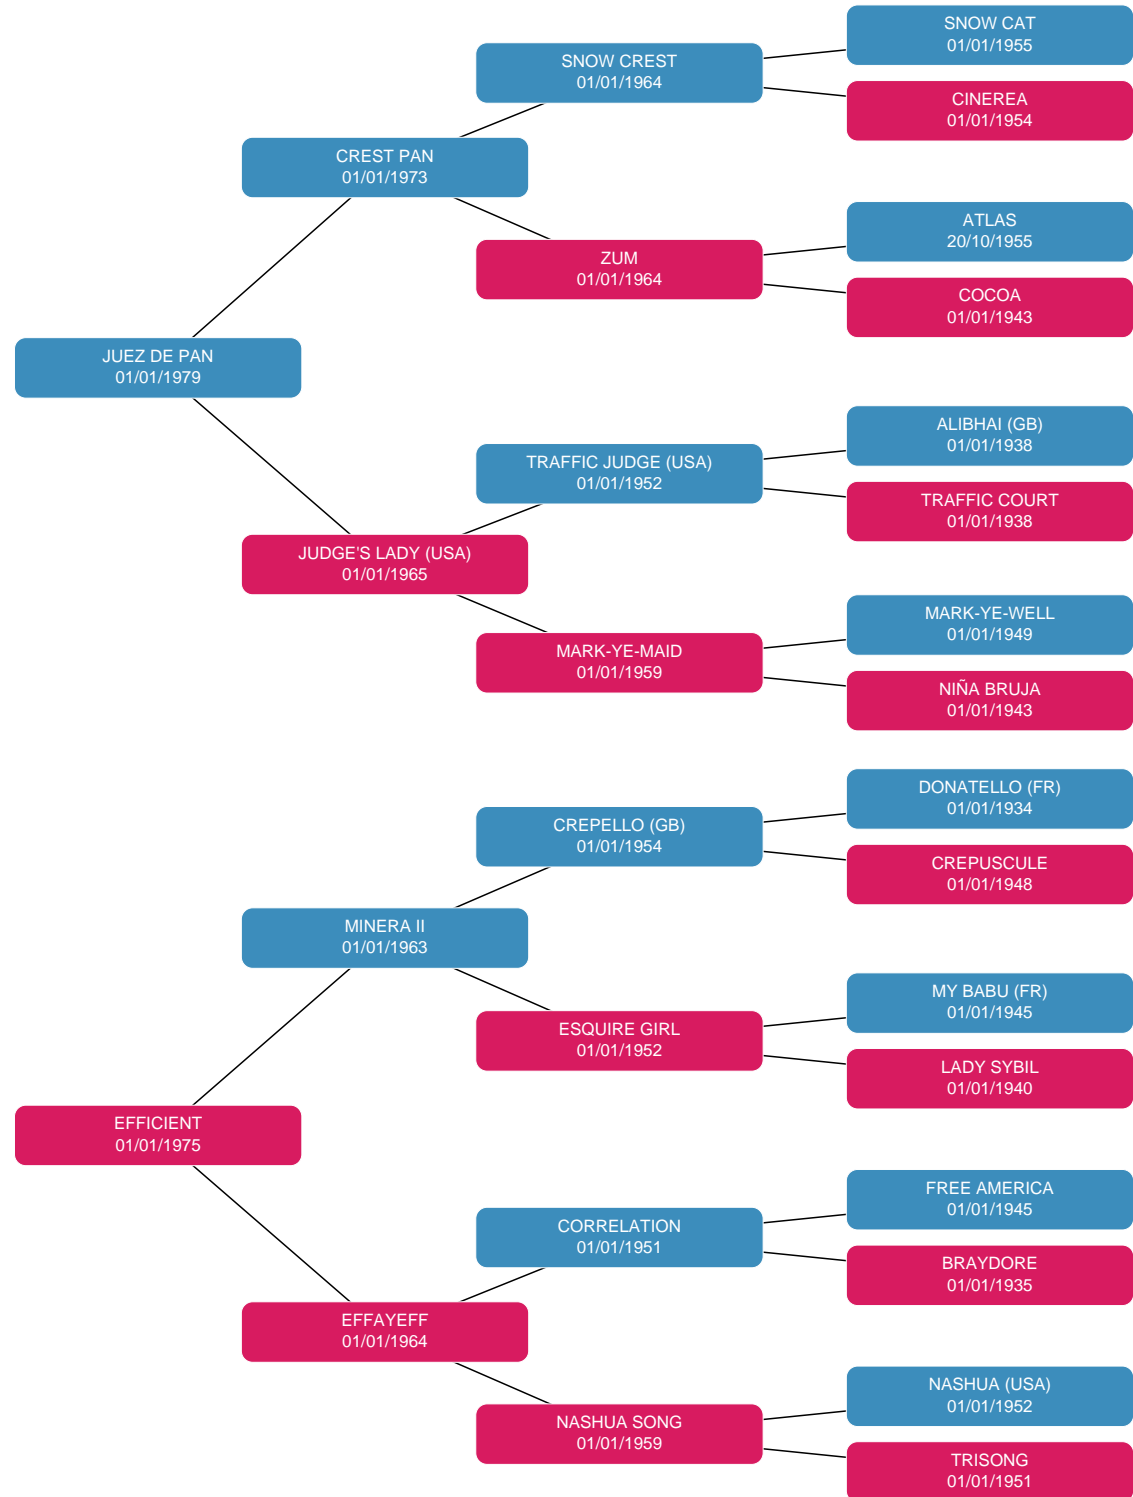 SNOW CAT
01/01/1955
SNOW CREST
01/01/1964
CINEREA
01/01/1954
CREST PAN
01/01/1973
ATLAS
20/10/1955
ZUM
01/01/1964
COCOA
01/01/1943
JUEZ DE PAN
01/01/1979
ALIBHAI (GB)
01/01/1938
TRAFFIC JUDGE (USA)
01/01/1952
TRAFFIC COURT
01/01/1938
JUDGE'S LADY (USA)
01/01/1965
MARK-YE-WELL
01/01/1949
MARK-YE-MAID
01/01/1959
NIÑA BRUJA
01/01/1943
DONATELLO (FR)
01/01/1934
CREPELLO (GB)
01/01/1954
CREPUSCULE
01/01/1948
MINERA II
01/01/1963
MY BABU (FR)
01/01/1945
ESQUIRE GIRL
01/01/1952
LADY SYBIL
01/01/1940
EFFICIENT
01/01/1975
FREE AMERICA
01/01/1945
CORRELATION
01/01/1951
BRAYDORE
01/01/1935
EFFAYEFF
01/01/1964
NASHUA (USA)
01/01/1952
NASHUA SONG
01/01/1959
TRISONG
01/01/1951